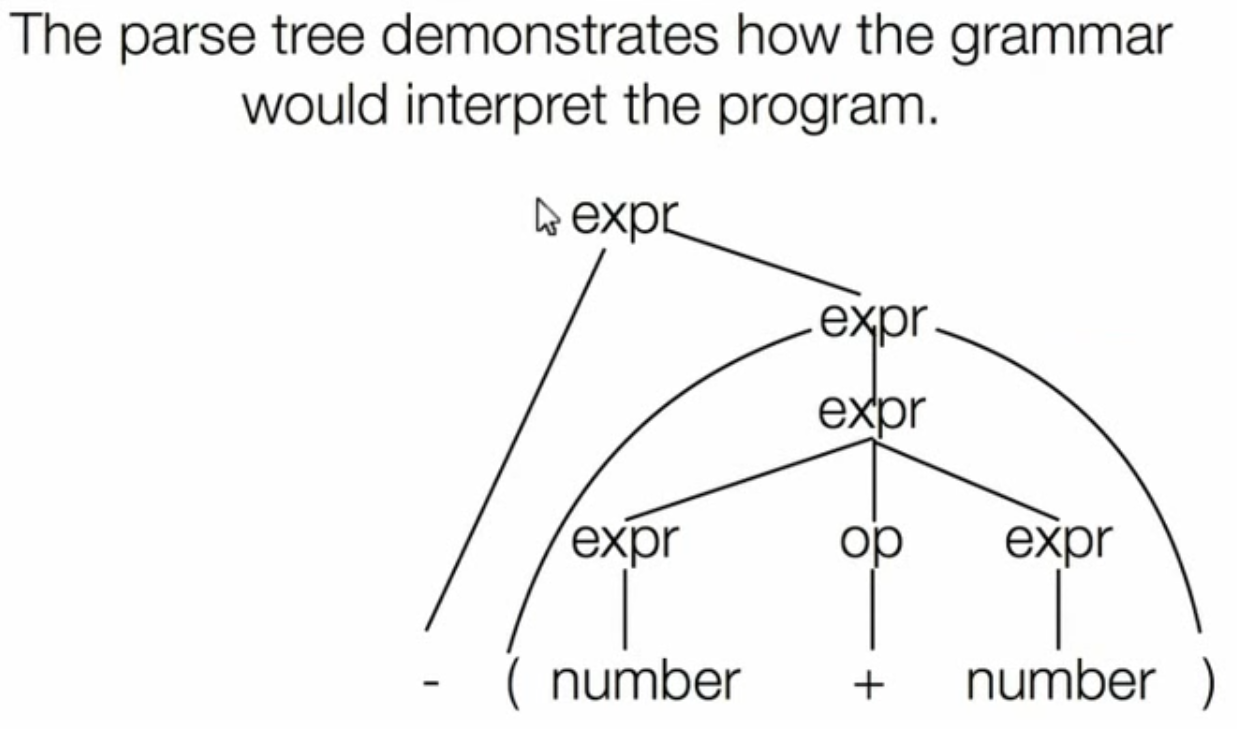 The parse tree demonstrates how the grammar
would interpret the program.
expr
expr
expr
expr op expr
- ( number + number )